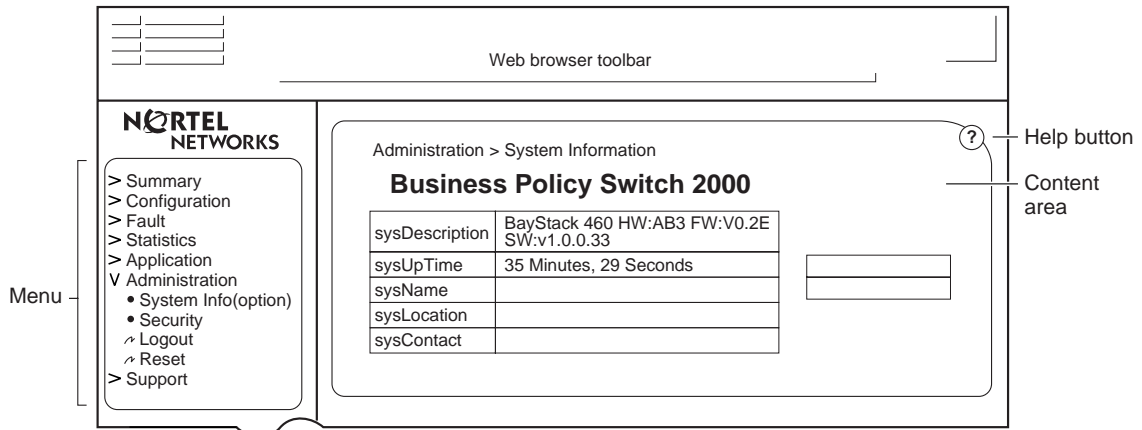 Web browser toolbar
NORTEL
NETWORKS
Menu
> Summary
> Configuration
> Fault
> Statistics
> Application
V Administration
• System Info(option)
• Security
Logout
Reset
> Support
Administration > System Information
?
Help button
Business Policy Switch 2000
Content
area
sysDescription
BayStack 460 HW:AB3 FW:V0.2E
SW:v1.0.0.33
sysUpTime
35 Minutes, 29 Seconds
sysName
sysLocation
sysContact